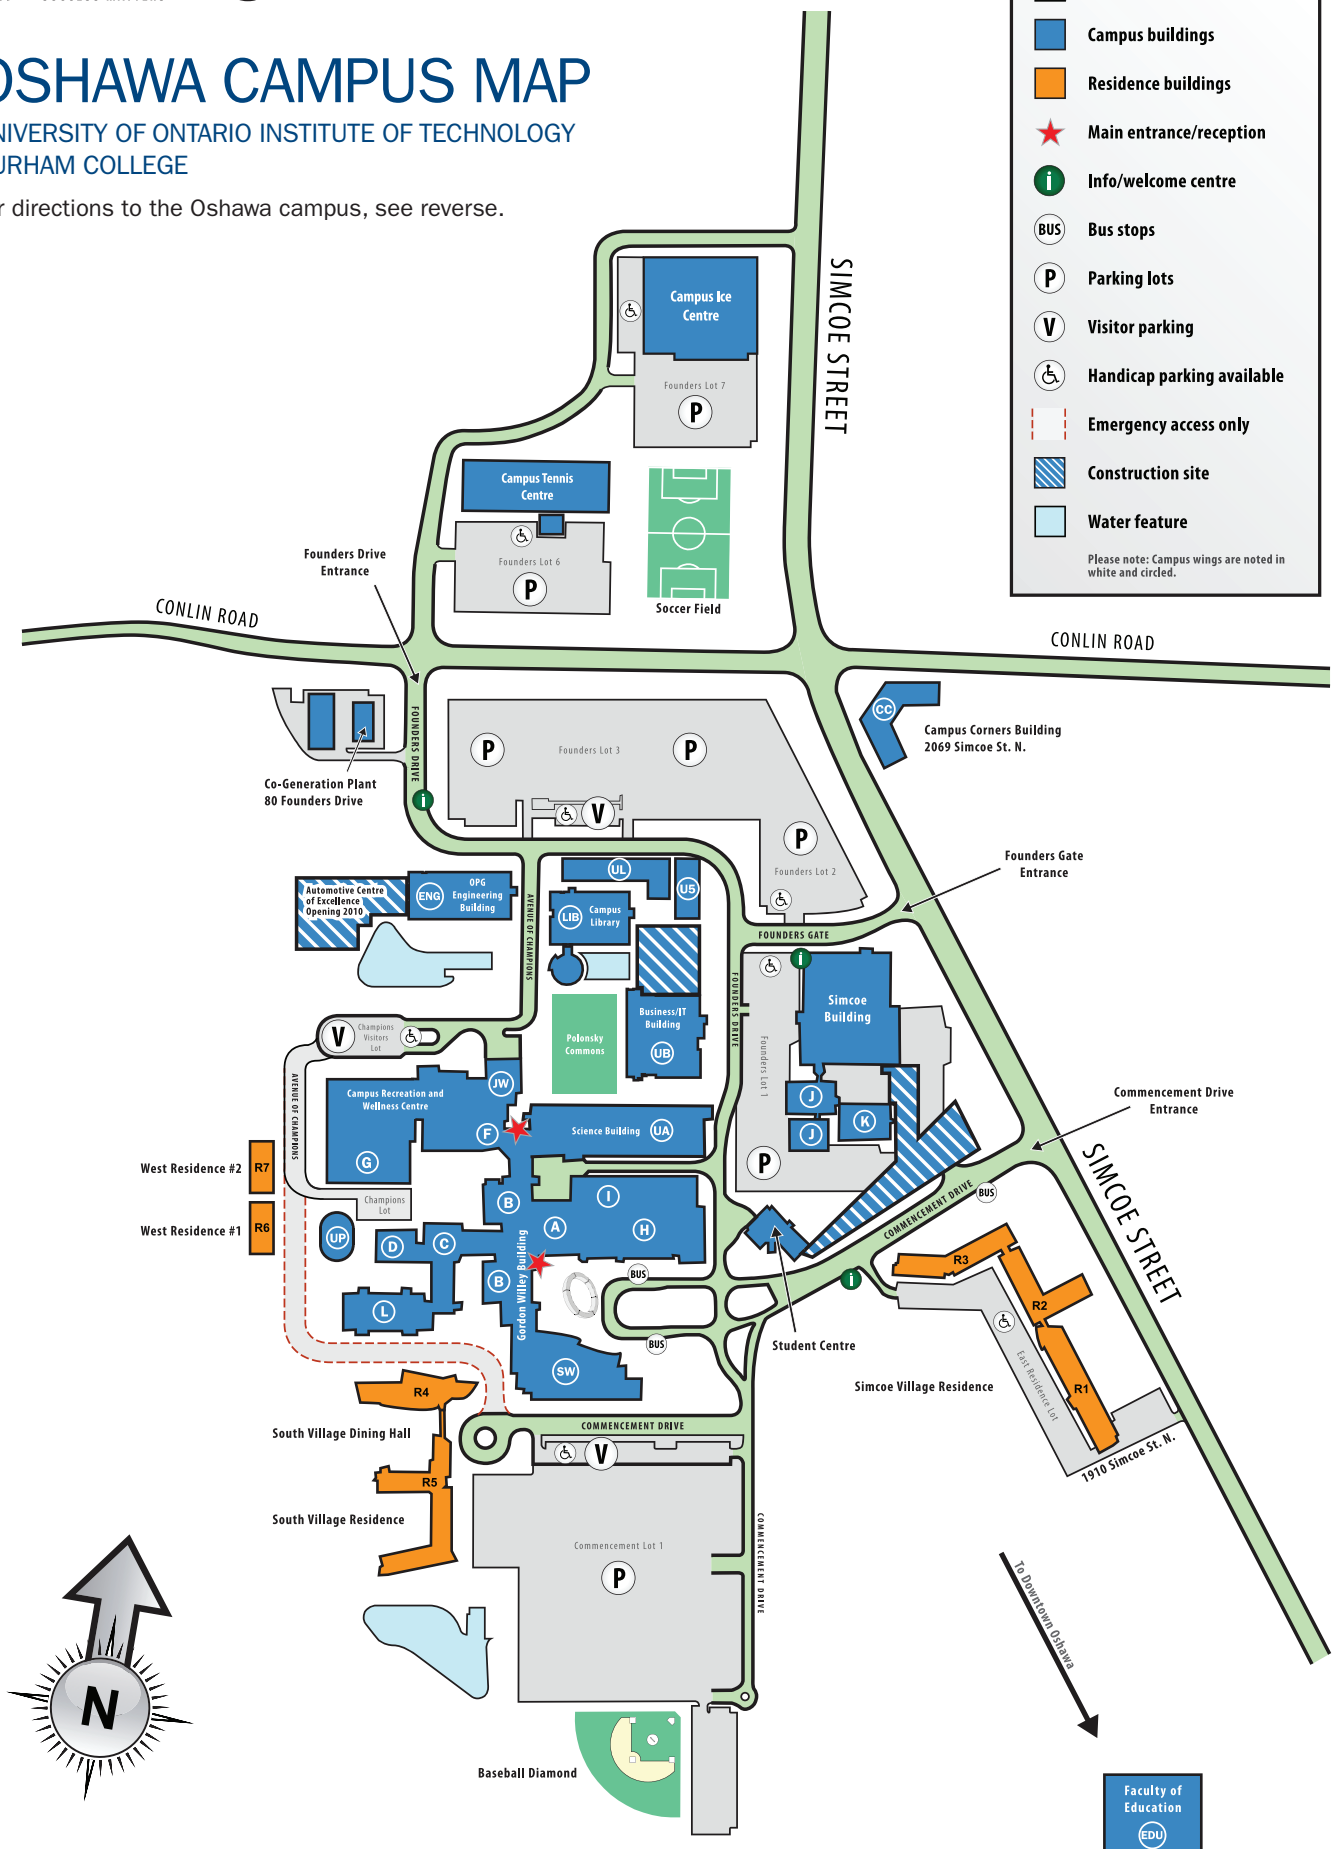 OSHAWA CAMPUS MAP
UNIVERSITY OF ONTARIO INSTITUTE OF TECHNOLOGY
DURHAM COLLEGE
r directions to the Oshawa campus, see reverse.
Campus buildings
Residence buildings
Main entrance/reception
i
Info/welcome centre
BUS
Bus stops
P
Parking lots
V
Visitor parking
Handicap parking available
Emergency access only
Construction site
Water feature
Please note: Campus wings are noted in
white and circled.
SIMCOE STREET
Campus Ice
Centre
Founders Lot 7
P
Campus Tennis
Centre
Founders Lot 6
P
Soccer Field
Founders Drive
Entrance
CONLIN ROAD
CONLIN ROAD
FOUNDERS DRIVE
CC
Campus Corners Building
2069 Simcoe St. N.
Co-Generation Plant
80 Founders Drive
i
P
Founders Lot 3
P
V
P
Founders Lot 2
Founders Gate
Entrance
FOUNDERS GATE
Automotive Centre
of Excellence
Opening 2010
ENG
OPG
Engineering
Building
AVENUE OF CHAMPIONS
UL
U5
LIB
Campus
Library
FOUNDERS DRIVE
i
Simcoe
Building
Business/IT
Building
UB
Polonsky
Commons
Founders Lot 1
P
J
J
K
V
Champions
Visitors
Lot
AVENUE OF CHAMPIONS
JW
Campus Recreation and
Wellness Centre
F
G
Science Building
UA
Commencement Drive
Entrance
SIMCOE STREET
West Residence #2
R7
West Residence #1
R6
Champions
Lot
UP
D
C
B
A
I
H
B
L
Gordon Willey Building
SW
BUS
BUS
BUS
COMMENCEMENT DRIVE
i
Student Centre
R3
R2
R1
East Residence Lot
Simcoe Village Residence
1910 Simcoe St. N.
R4
South Village Dining Hall
R5
South Village Residence
COMMENCEMENT DRIVE
V
Commencement Lot 1
P
COMMENCEMENT DRIVE
To Downtown Oshawa
N
Baseball Diamond
Faculty of
Education
EDU